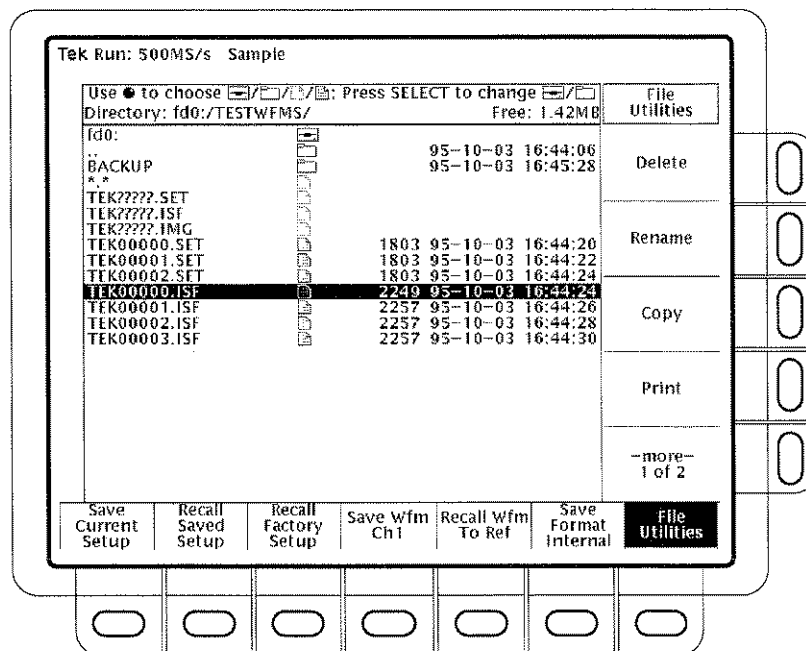 Tek Run: 500MS/s Sample
Use ● to choose / / / : Press SELECT to change /
Directory: fd0:/TESTWFMS/ Free: 1.42MB
fd0:
.. 95-10-03 16:44:06
BACKUP 95-10-03 16:45:28
*.*
TEK?????.SET
TEK?????.ISF
TEK?????.IMG
TEK00000.SET 1803 95-10-03 16:44:20
TEK00001.SET 1803 95-10-03 16:44:22
TEK00002.SET 1803 95-10-03 16:44:24
TEK00000.ISF 2249 95-10-03 16:44:24
TEK00001.ISF 2257 95-10-03 16:44:26
TEK00002.ISF 2257 95-10-03 16:44:28
TEK00003.ISF 2257 95-10-03 16:44:30
File
Utilities
Delete
Rename
Copy
Print
-more-
1 of 2
Save
Current
Setup
Recall
Saved
Setup
Recall
Factory
Setup
Save Wfm
Ch1
Recall Wfm
To Ref
Save
Format
Internal
File
Utilities